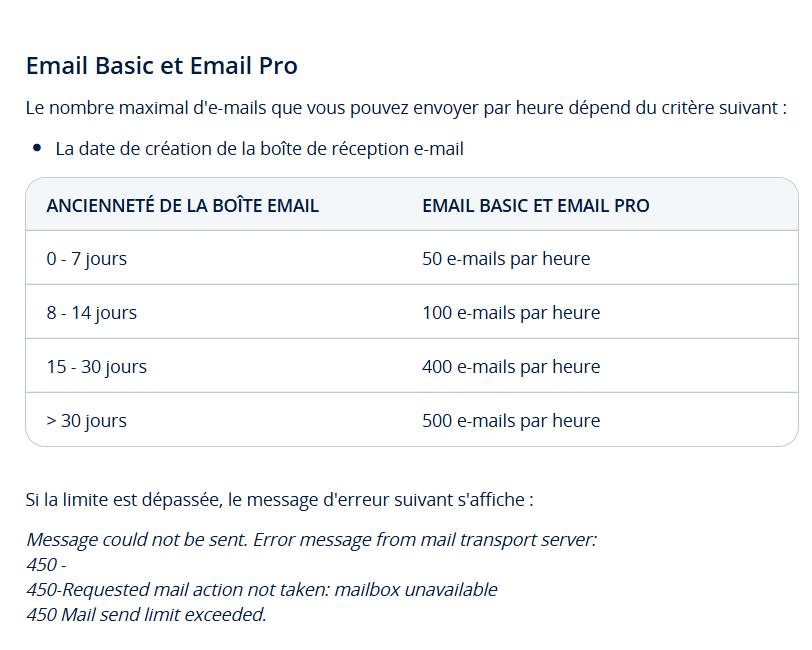 Email Basic et Email Pro
Le nombre maximal d'e-mails que vous pouvez envoyer par heure dépend du critère suivant :
• La date de création de la boîte de réception e-mail
ANCIENNETÉ DE LA BOÎTE EMAIL EMAIL BASIC ET EMAIL PRO
0 - 7 jours 50 e-mails par heure
8 - 14 jours 100 e-mails par heure
15 - 30 jours 400 e-mails par heure
> 30 jours 500 e-mails par heure
Si la limite est dépassée, le message d'erreur suivant s'affiche :
Message could not be sent. Error message from mail transport server:
450 -
450-Requested mail action not taken: mailbox unavailable
450 Mail send limit exceeded.